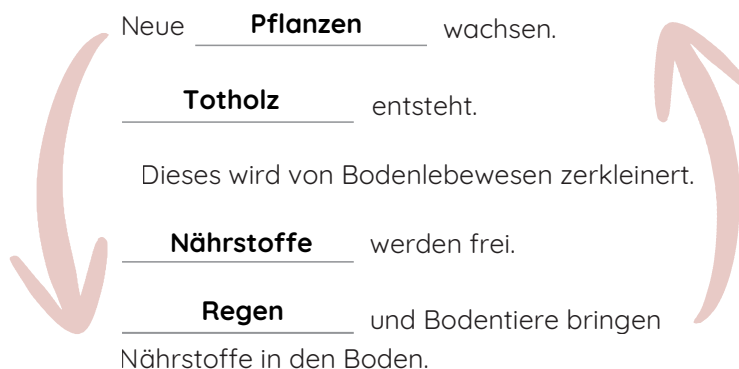 Neue Pflanzen wachsen.
Totholz entsteht.
Dieses wird von Bodenlebewesen zerkleinert.
Nährstoffe werden frei.
Regen und Bodentiere bringen
Nährstoffe in den Boden.